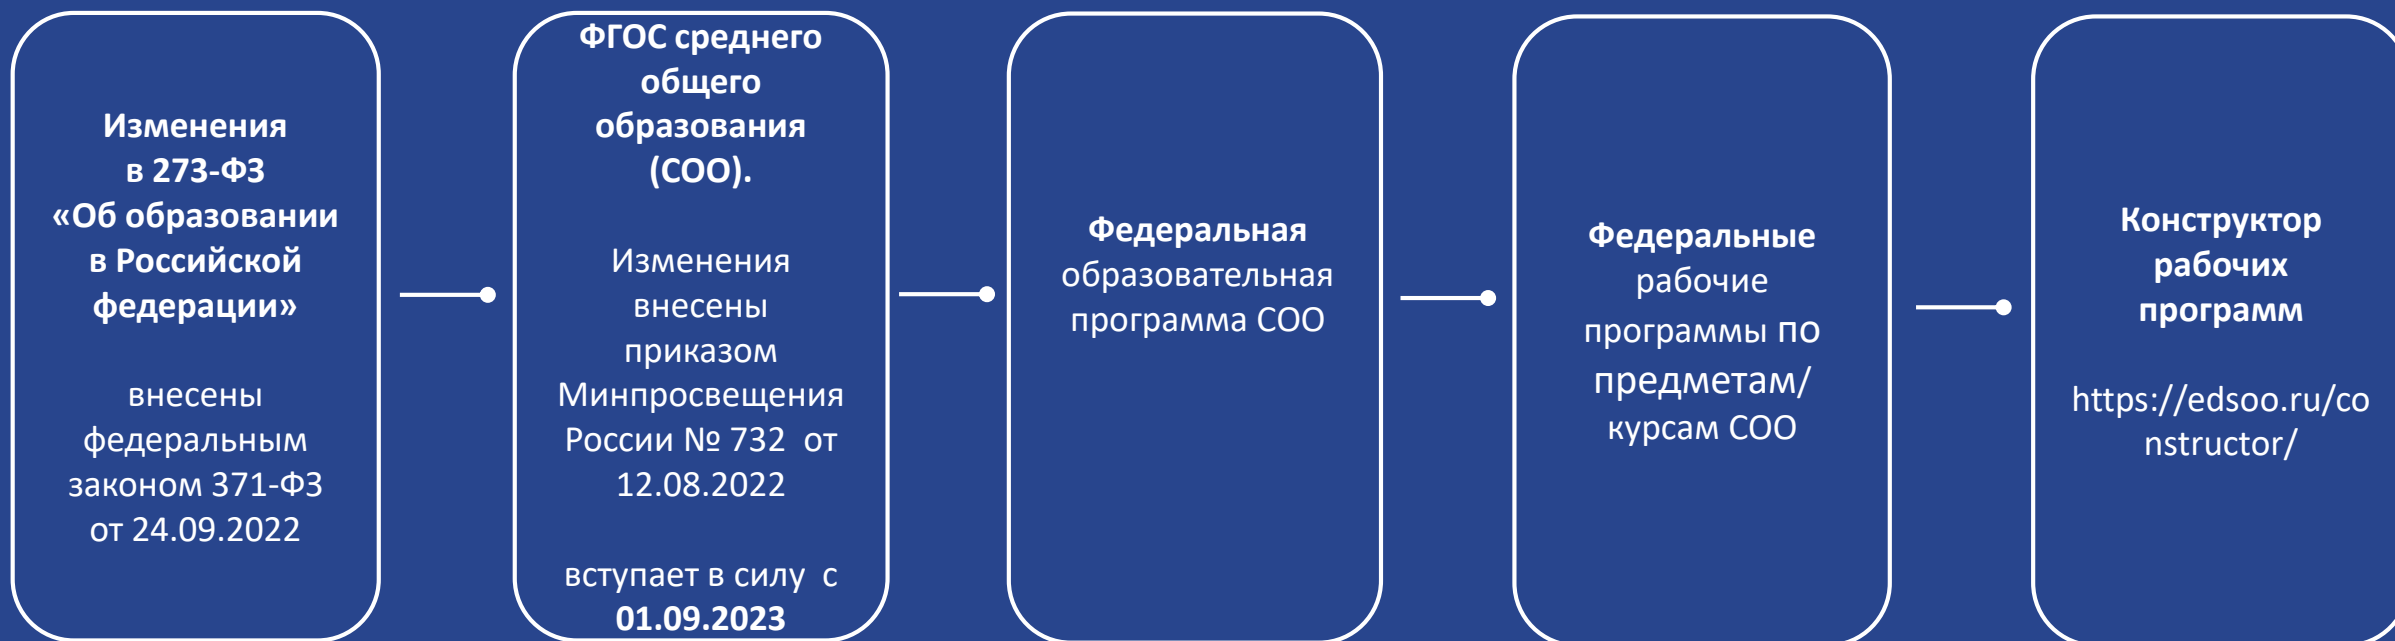 Изменения
в 273-ФЗ
«Об образовании
в Российской
федерации»
внесены
федеральным
законом 371-ФЗ
от 24.09.2022
ФГОС среднего
общего
образования
(СОО).
Изменения
внесены
приказом
Минпросвещения
России № 732 от
12.08.2022
вступает в силу с
01.09.2023
Федеральная
образовательная
программа СОО
Федеральные
рабочие
программы по
предметам/
курсам СОО
Конструктор
рабочих
программ
https://edsoo.ru/co
nstructor/